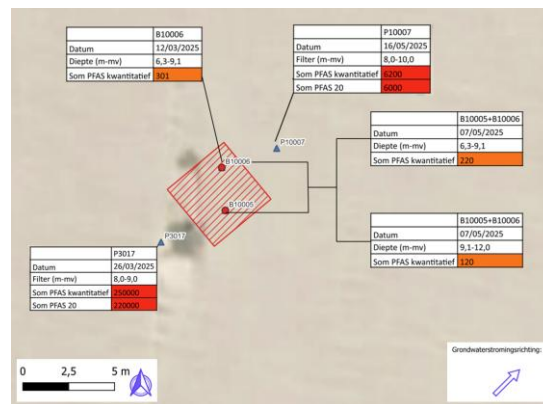 B10006
Datum 12/03/2025
Diepte (m-mv) 6,3-9,1
Som PFAS kwantitatief 301
P10007
Datum 16/05/2025
Filter (m-mv) 8,0-10,0
Som PFAS kwantitatief 6200
Som PFAS 20 6000
B10005+B10006
Datum 07/05/2025
Diepte (m-mv) 6,3-9,1
Som PFAS kwantitatief 220
P10007
B10006
B10005
P3017
B10005+B10006
Datum 07/05/2025
Diepte (m-mv) 9,1-12,0
Som PFAS kwantitatief 120
P3017
Datum 26/03/2025
Filter (m-mv) 8,0-9,0
Som PFAS kwantitatief 250000
Som PFAS 20 220000
0 2,5 5 m
Grondwaterstromingsrichting: